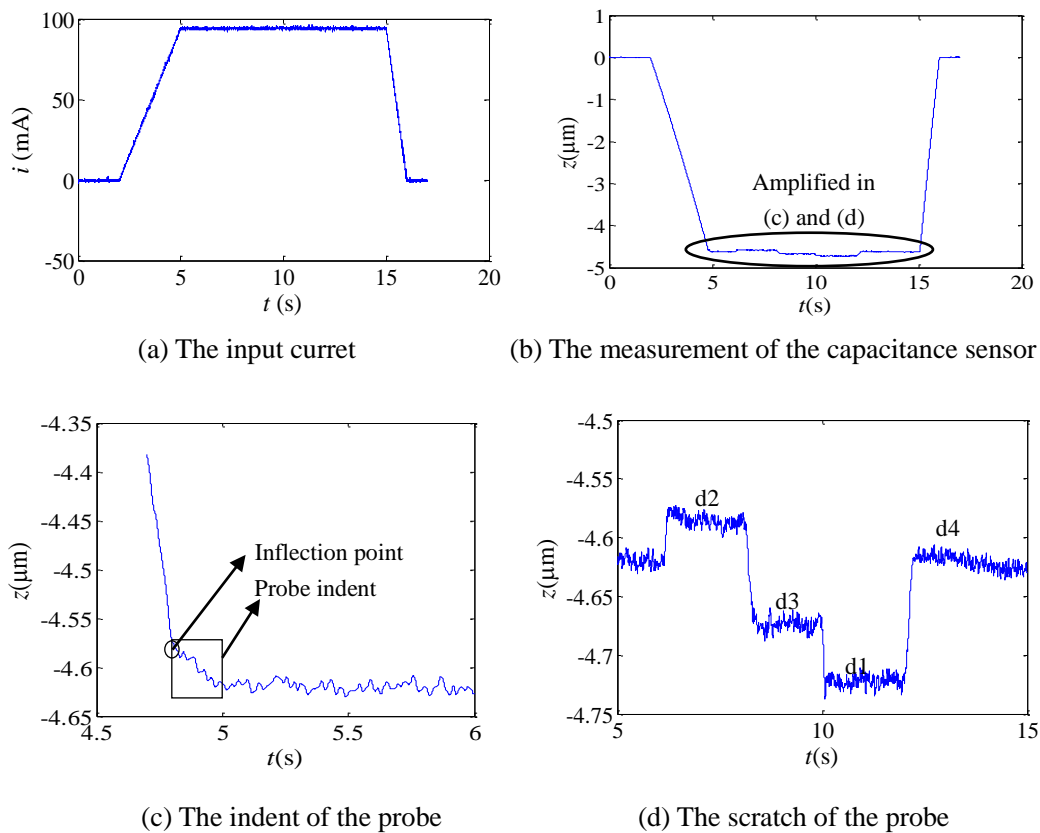 100
50
0
-50
i (mA)
0
5
10
15
20
t (s)
(a) The input curret
1
0
-1
-2
-3
-4
-5
z(μm)
Amplified in
(c) and (d)
0
5
10
15
20
t(s)
(b) The measurement of the capacitance sensor
-4.35
-4.4
-4.45
-4.5
-4.55
-4.6
-4.65
z(μm)
Inflection point
Probe indent
4.5
5
5.5
6
t(s)
(c) The indent of the probe
-4.5
-4.55
-4.6
-4.65
-4.7
-4.75
z(μm)
d2
d4
d3
d1
5
10
15
t(s)
(d) The scratch of the probe